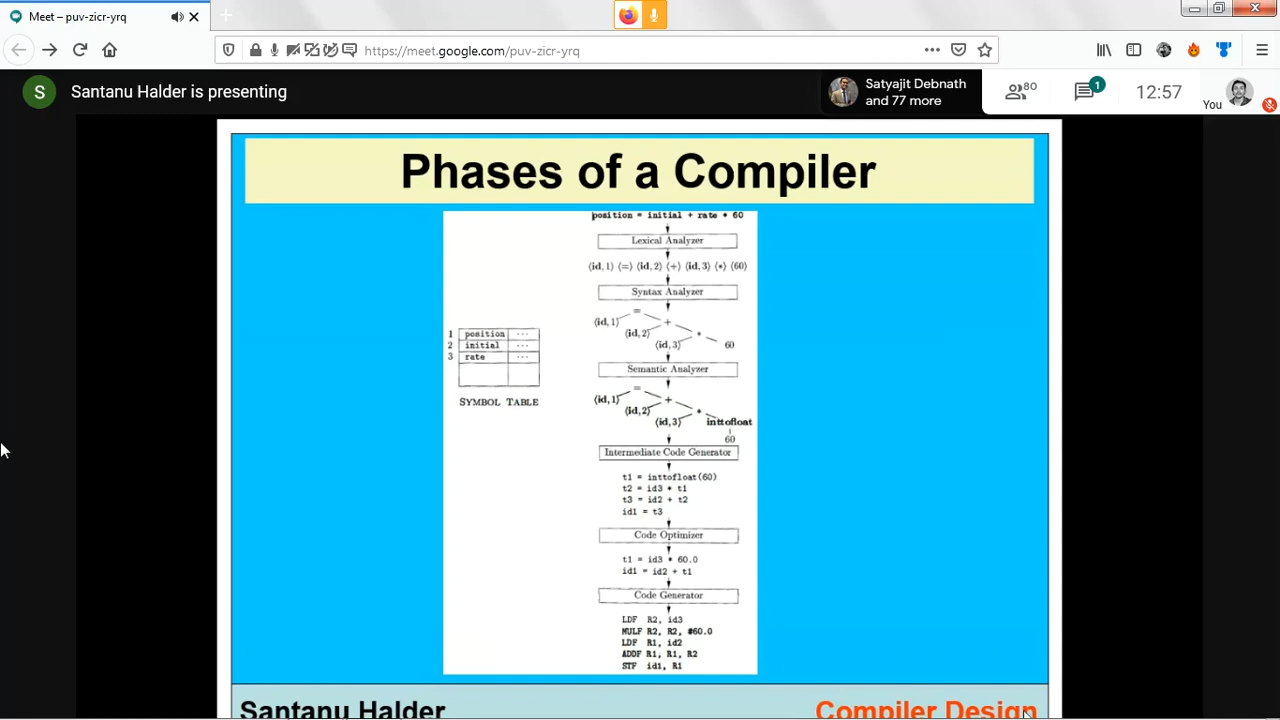 Meet – puv-zicr-yrq
https://meet.google.com/puv-zicr-yrq
S Santanu Halder is presenting
Satyajit Debnath
and 77 more
80
1
12:57
You
Phases of a Compiler
position = initial + rate * 60
Lexical Analyzer
⟨id, 1⟩ ⟨=⟩ ⟨id, 2⟩ ⟨+⟩ ⟨id, 3⟩ ⟨*⟩ ⟨60⟩
Syntax Analyzer
=
⟨id, 1⟩ +
⟨id, 2⟩ *
⟨id, 3⟩ 60
1 position ...
2 initial ...
3 rate ...
SYMBOL TABLE
Semantic Analyzer
=
⟨id, 1⟩ +
⟨id, 2⟩ *
⟨id, 3⟩ inttofloat
60
Intermediate Code Generator
t1 = inttofloat(60)
t2 = id3 * t1
t3 = id2 + t2
id1 = t3
Code Optimizer
t1 = id3 * 60.0
id1 = id2 + t1
Code Generator
LDF R2, id3
MULF R2, R2, #60.0
LDF R1, id2
ADDF R1, R1, R2
STF id1, R1
Santanu Halder
Compiler Design